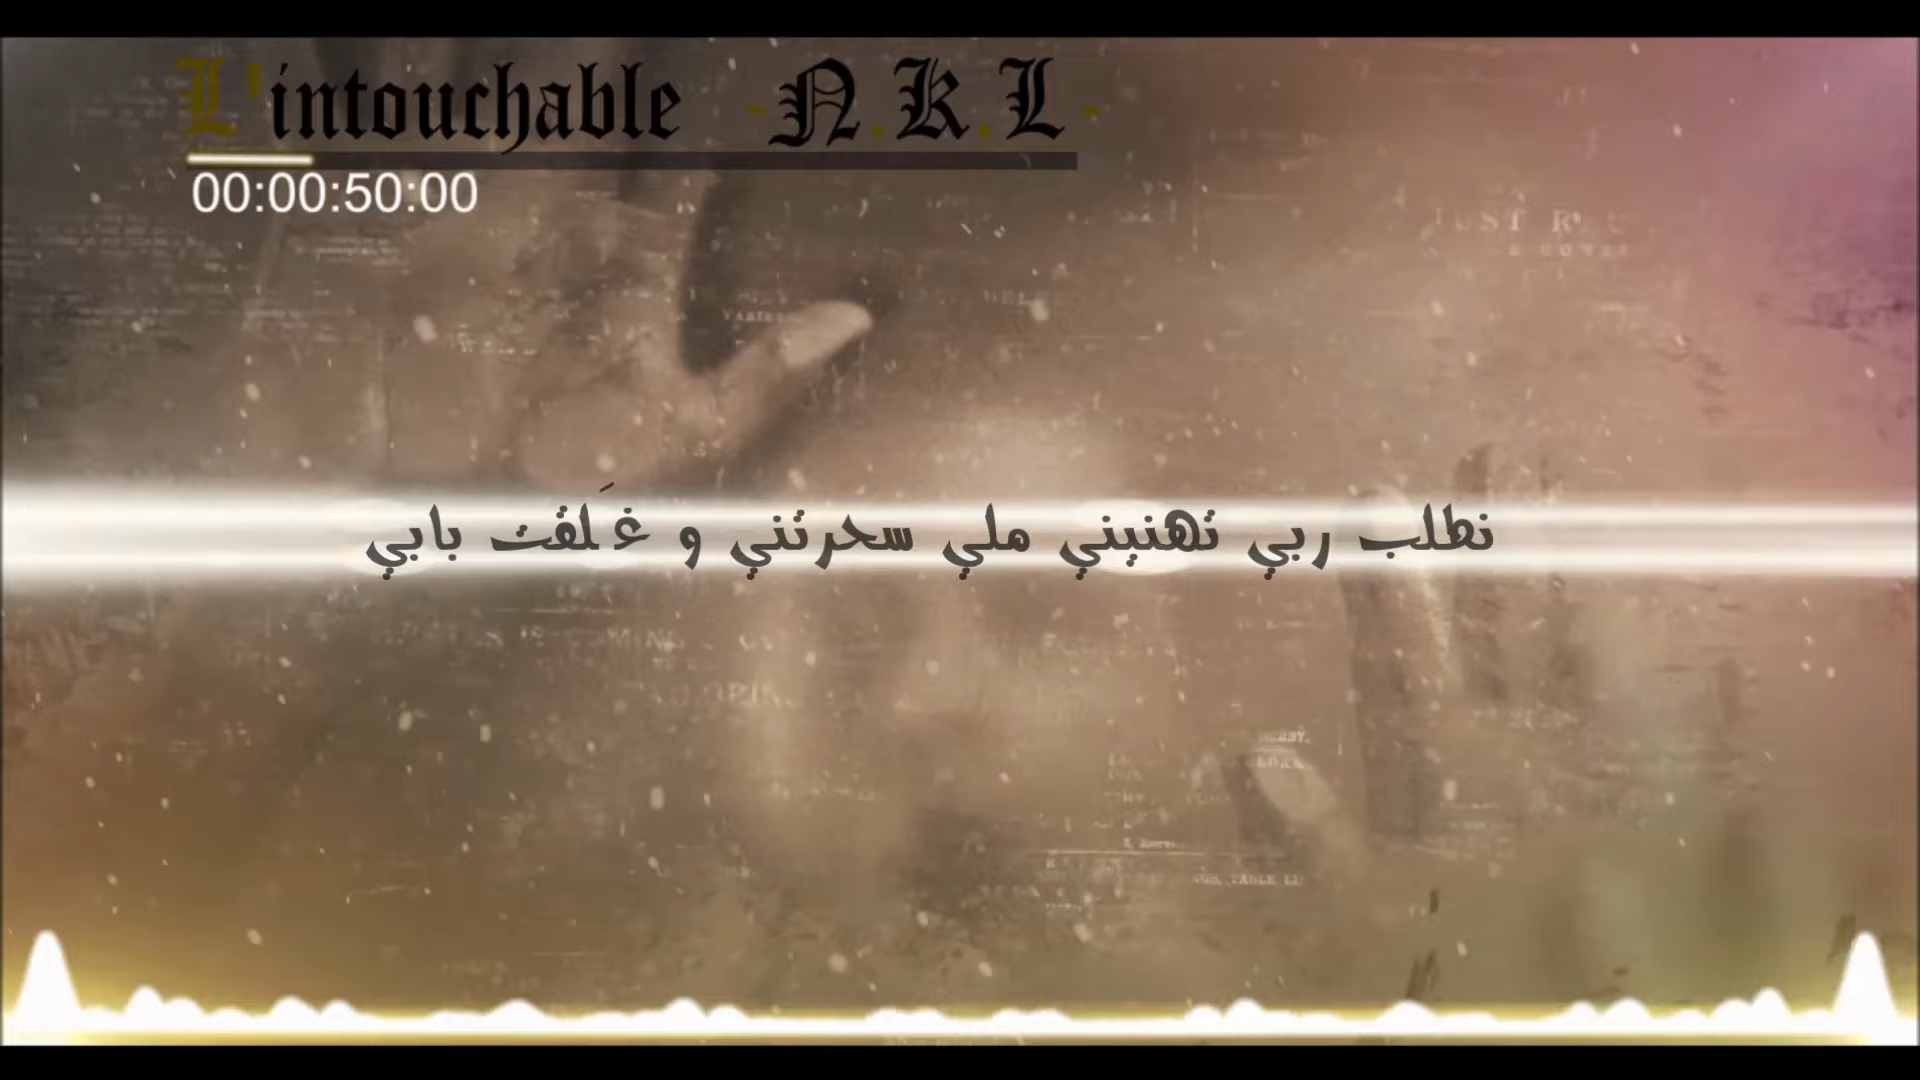 L'intouchable -N.K.L-
00:00:50:00
نطلب ربي تهنيني ملي سحرتني و غَلقت بابي